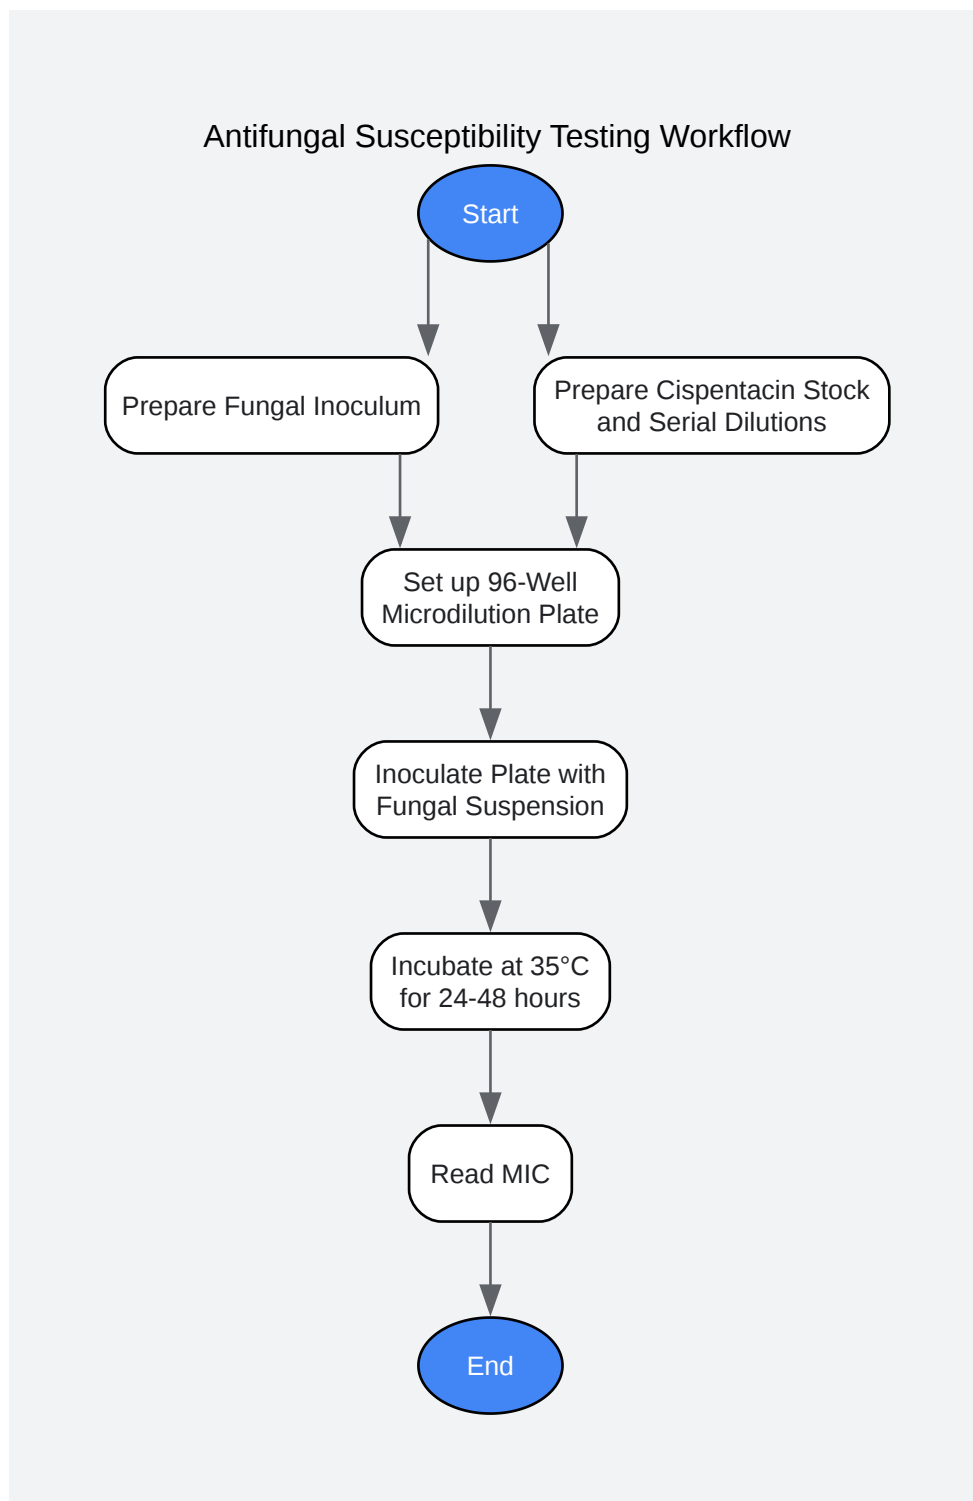 Antifungal Susceptibility Testing Workflow
Start
Prepare Fungal Inoculum
Prepare Cispentacin Stock
and Serial Dilutions
Set up 96-Well
Microdilution Plate
Inoculate Plate with
Fungal Suspension
Incubate at 35°C
for 24-48 hours
Read MIC
End